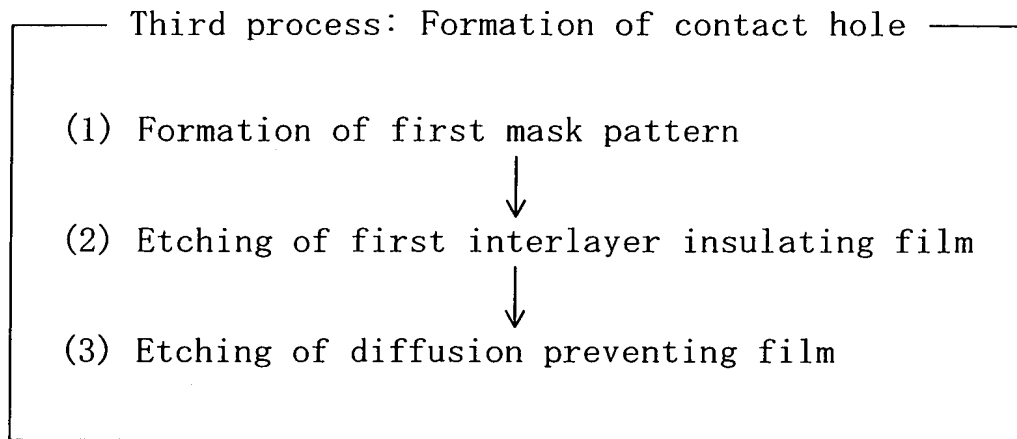 Third process: Formation of contact hole
(1) Formation of first mask pattern
(2) Etching of first interlayer insulating film
(3) Etching of diffusion preventing film